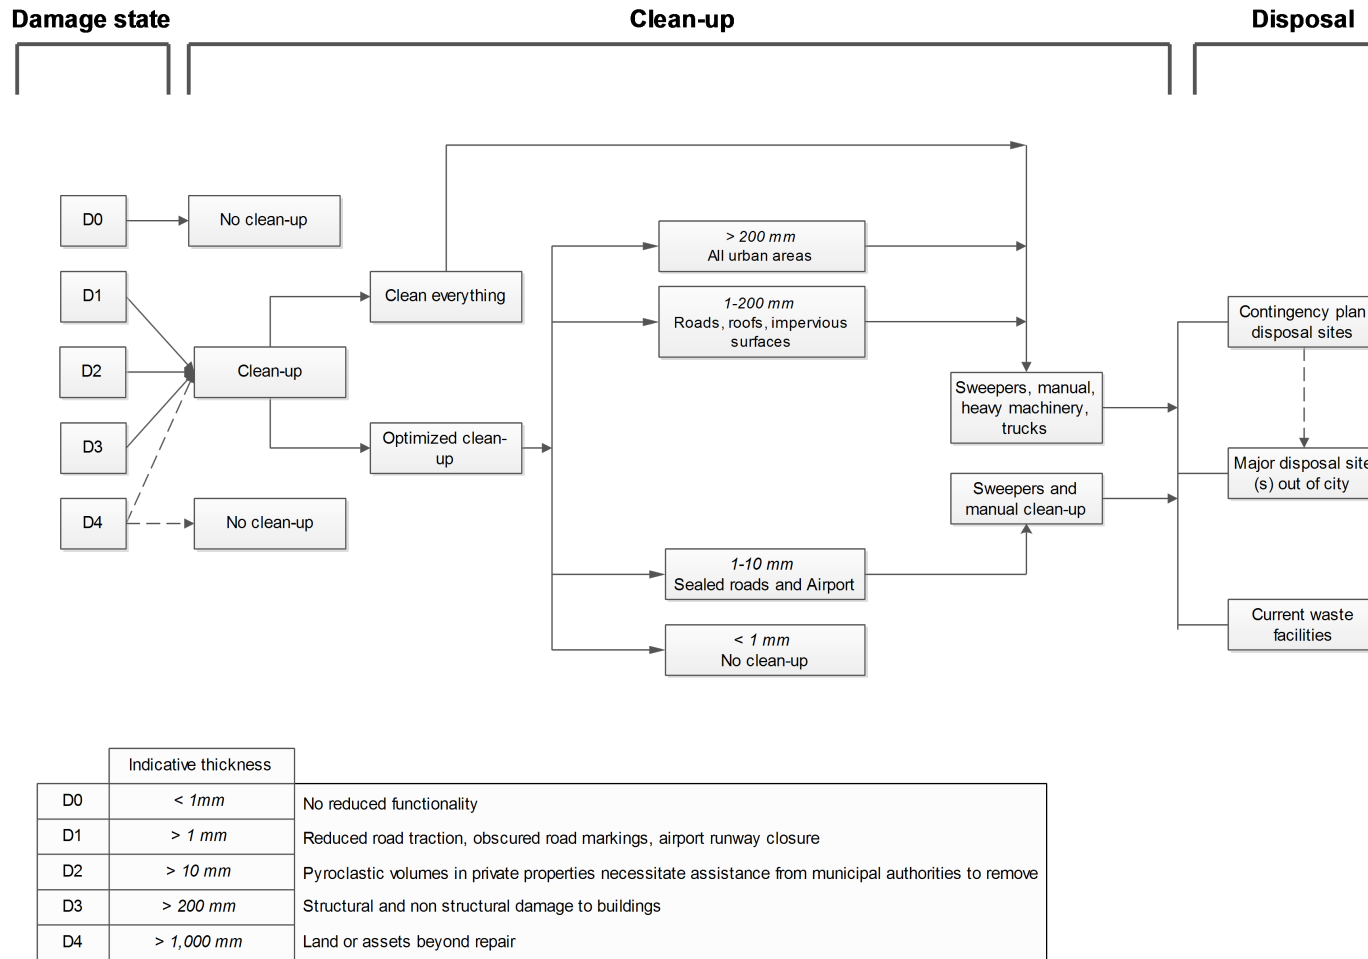 Damage state
Clean-up
Disposal
D0
No clean-up
D1
Clean everything
D2
Clean-up
D3
Optimized clean-
up
D4
No clean-up
> 200 mm
All urban areas
1-200 mm
Roads, roofs, impervious
surfaces
Sweepers, manual,
heavy machinery,
trucks
Sweepers and
manual clean-up
1-10 mm
Sealed roads and Airport
< 1 mm
No clean-up
Contingency plan
disposal sites
Major disposal site
(s) out of city
Current waste
facilities
Indicative thickness
D0 < 1mm No reduced functionality
D1 > 1 mm Reduced road traction, obscured road markings, airport runway closure
D2 > 10 mm Pyroclastic volumes in private properties necessitate assistance from municipal authorities to remove
D3 > 200 mm Structural and non structural damage to buildings
D4 > 1,000 mm Land or assets beyond repair